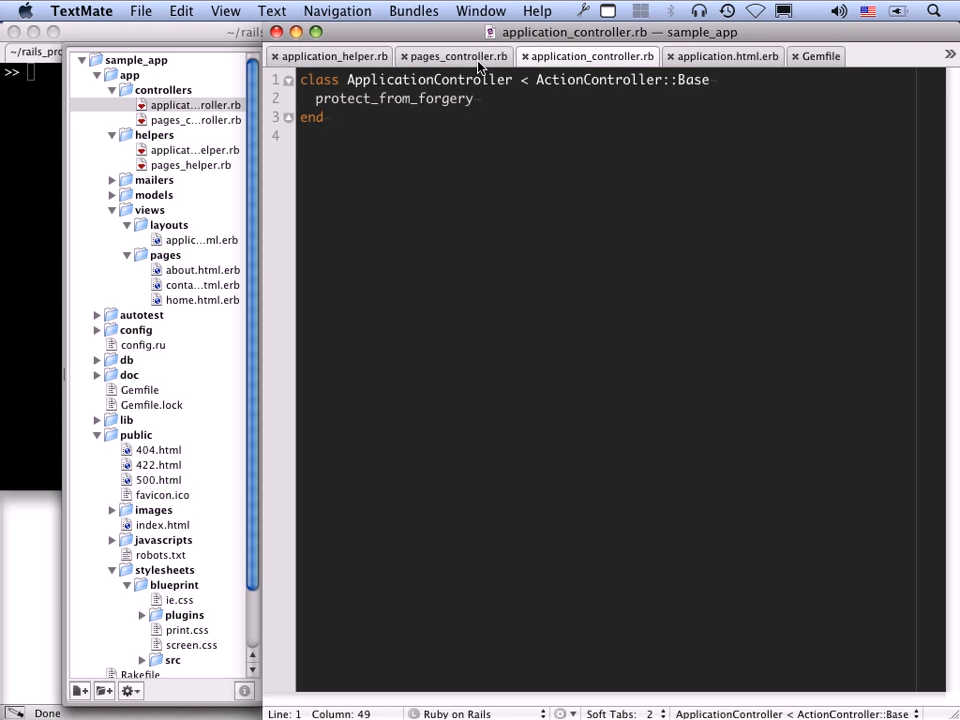 TextMate File Edit View Text Navigation Bundles Window Help
~/rails
application_controller.rb — sample_app
~/rails_pro
application_helper.rb pages_controller.rb application_controller.rb application.html.erb Gemfile »
>>
sample_app
app
controllers
applicat...roller.rb
pages_c...roller.rb
helpers
applicat...elper.rb
pages_helper.rb
mailers
models
views
layouts
applic...ml.erb
pages
about.html.erb
conta...tml.erb
home.html.erb
autotest
config
config.ru
db
doc
Gemfile
Gemfile.lock
lib
public
404.html
422.html
500.html
favicon.ico
images
index.html
javascripts
robots.txt
stylesheets
blueprint
ie.css
plugins
print.css
screen.css
src
Rakefile
1 class ApplicationController < ActionController::Base
2 protect_from_forgery
3 end
4
Done
Line: 1 Column: 49 Ruby on Rails Soft Tabs: 2 ApplicationController < ActionController::Base